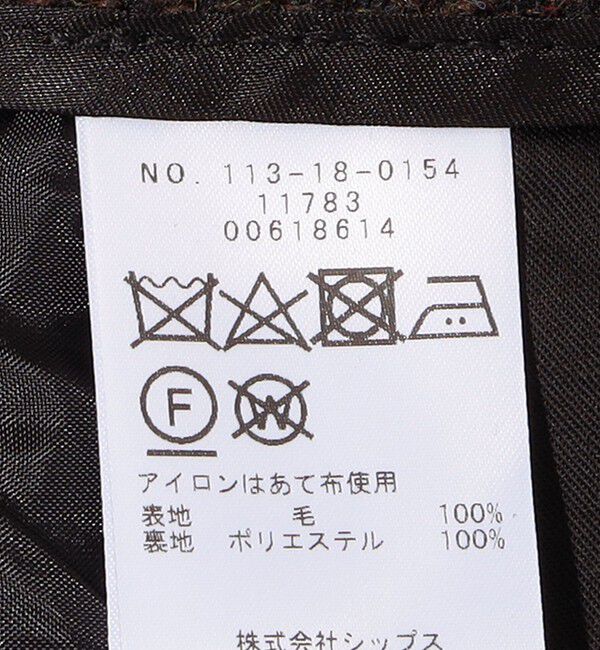 NO. 113-18-0154
11783
00618614
F W
アイロンはあて布使用
表地 毛 100%
裏地 ポリエステル 100%
株式会社シップス